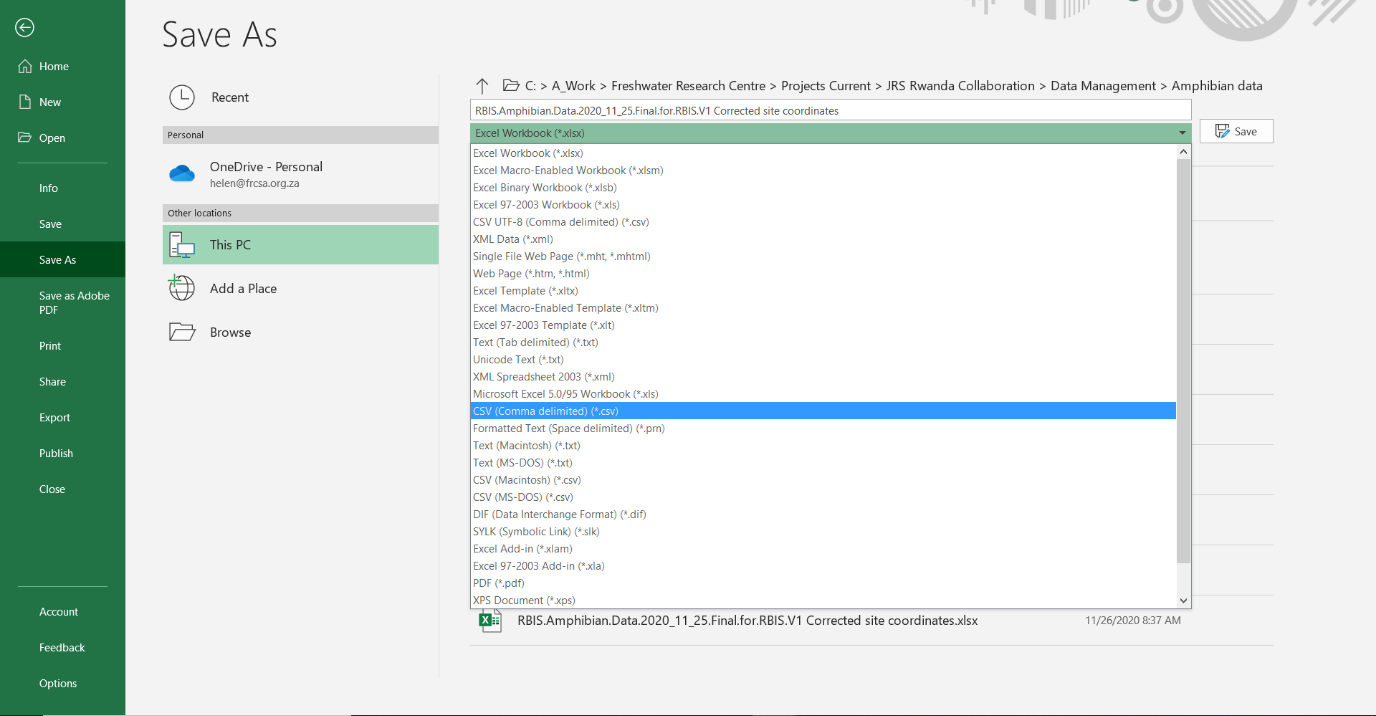 Home
New
Open
Info
Save
Save As
Save as Adobe
PDF
Print
Share
Export
Publish
Close
Account
Feedback
Options
Save As
Recent
Personal
OneDrive - Personal
helen@frcsa.org.za
Other locations
This PC
Add a Place
Browse
C: > A_Work > Freshwater Research Centre > Projects Current > JRS Rwanda Collaboration > Data Management > Amphibian data
RBIS.Amphibian.Data.2020_11_25.Final.for.RBIS.V1 Corrected site coordinates
Excel Workbook (*.xlsx)
Save
Excel Workbook (*.xlsx)
Excel Macro-Enabled Workbook (*.xlsm)
Excel Binary Workbook (*.xlsb)
Excel 97-2003 Workbook (*.xls)
CSV UTF-8 (Comma delimited) (*.csv)
XML Data (*.xml)
Single File Web Page (*.mht, *.mhtml)
Web Page (*.htm, *.html)
Excel Template (*.xltx)
Excel Macro-Enabled Template (*.xltm)
Excel 97-2003 Template (*.xlt)
Text (Tab delimited) (*.txt)
Unicode Text (*.txt)
XML Spreadsheet 2003 (*.xml)
Microsoft Excel 5.0/95 Workbook (*.xls)
CSV (Comma delimited) (*.csv)
Formatted Text (Space delimited) (*.prn)
Text (Macintosh) (*.txt)
Text (MS-DOS) (*.txt)
CSV (Macintosh) (*.csv)
CSV (MS-DOS) (*.csv)
DIF (Data Interchange Format) (*.dif)
SYLK (Symbolic Link) (*.slk)
Excel Add-in (*.xlam)
Excel 97-2003 Add-in (*.xla)
PDF (*.pdf)
XPS Document (*.xps)
RBIS.Amphibian.Data.2020_11_25.Final.for.RBIS.V1 Corrected site coordinates.xlsx 11/26/2020 8:37 AM